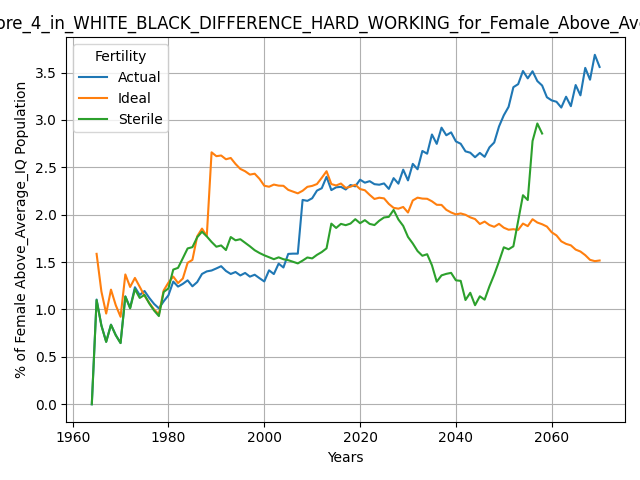 ore_4_in_WHITE_BLACK_DIFFERENCE_HARD_WORKING_for_Female_Above_Av
Fertility
Actual
Ideal
Sterile
% of Female Above_Average_IQ Population
3.5
3.0
2.5
2.0
1.5
1.0
0.5
0.0
1960 1980 2000 2020 2040 2060
Years